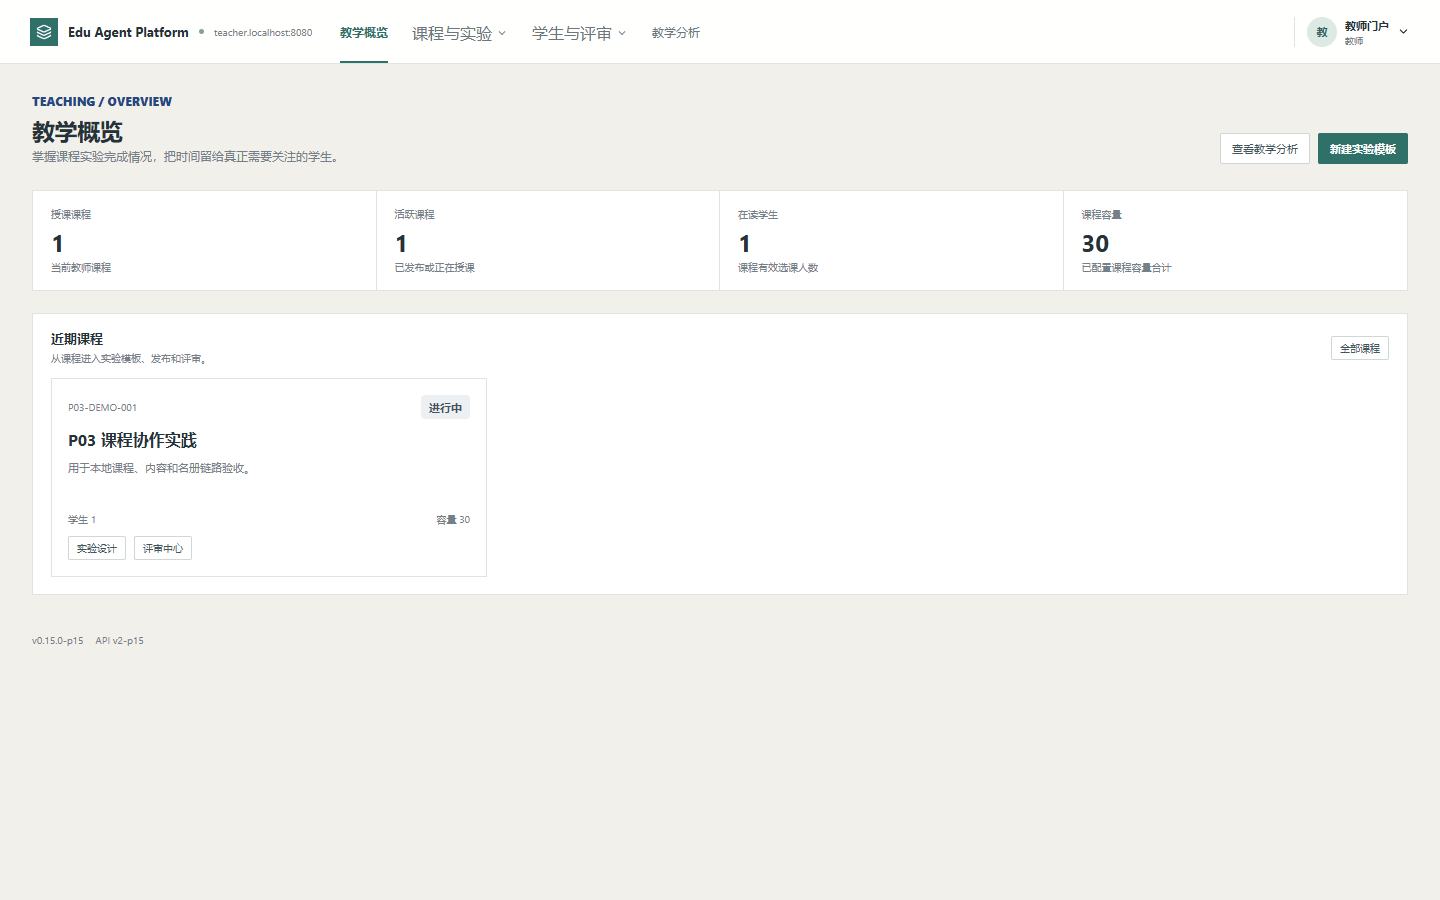 Edu Agent Platform
teacher.localhost:8080
教学概览
课程与实验
学生与评审
教学分析
教
教师门户
教师
TEACHING / OVERVIEW
教学概览
掌握课程实验完成情况，把时间留给真正需要关注的学生。
查看教学分析
新建实验模板
授课课程
1
当前教师课程
活跃课程
1
已发布或正在授课
在读学生
1
课程有效选课人数
课程容量
30
已配置课程容量合计
近期课程
从课程进入实验模板、发布和评审。
全部课程
P03-DEMO-001
进行中
P03 课程协作实践
用于本地课程、内容和名册链路验收。
学生 1
容量 30
实验设计
评审中心
v0.15.0-p15 API v2-p15